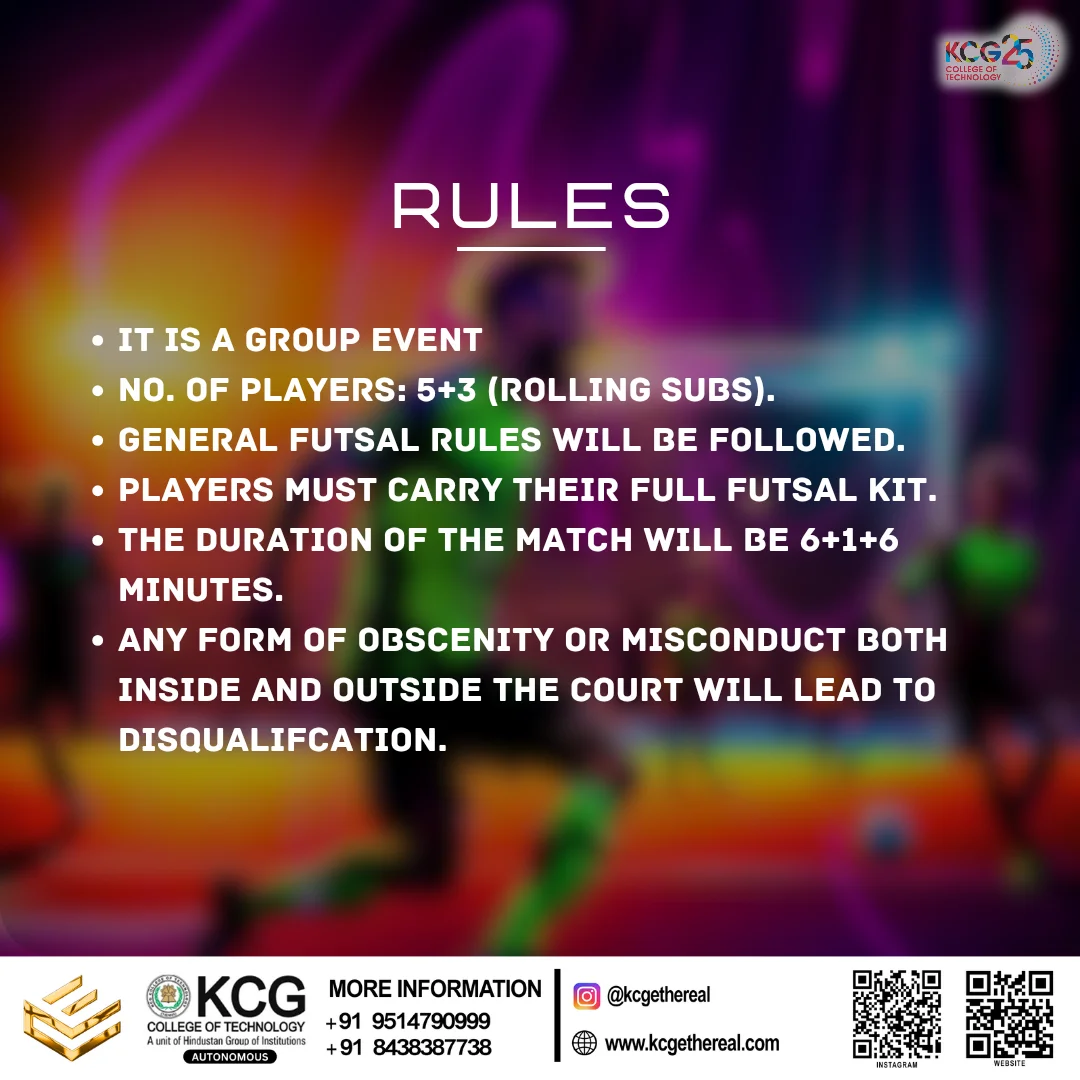 KCG25
COLLEGE OF
TECHNOLOGY
RULES
• IT IS A GROUP EVENT
• NO. OF PLAYERS: 5+3 (ROLLING SUBS).
• GENERAL FUTSAL RULES WILL BE FOLLOWED.
• PLAYERS MUST CARRY THEIR FULL FUTSAL KIT.
• THE DURATION OF THE MATCH WILL BE 6+1+6
MINUTES.
• ANY FORM OF OBSCENITY OR MISCONDUCT BOTH
INSIDE AND OUTSIDE THE COURT WILL LEAD TO
DISQUALIFCATION.
KCG
COLLEGE OF TECHNOLOGY
A unit of Hindustan Group of Institutions
AUTONOMOUS
MORE INFORMATION
+91 9514790999
+91 8438387738
@kcgethereal
www.kcgethereal.com
INSTAGRAM
WEBSITE